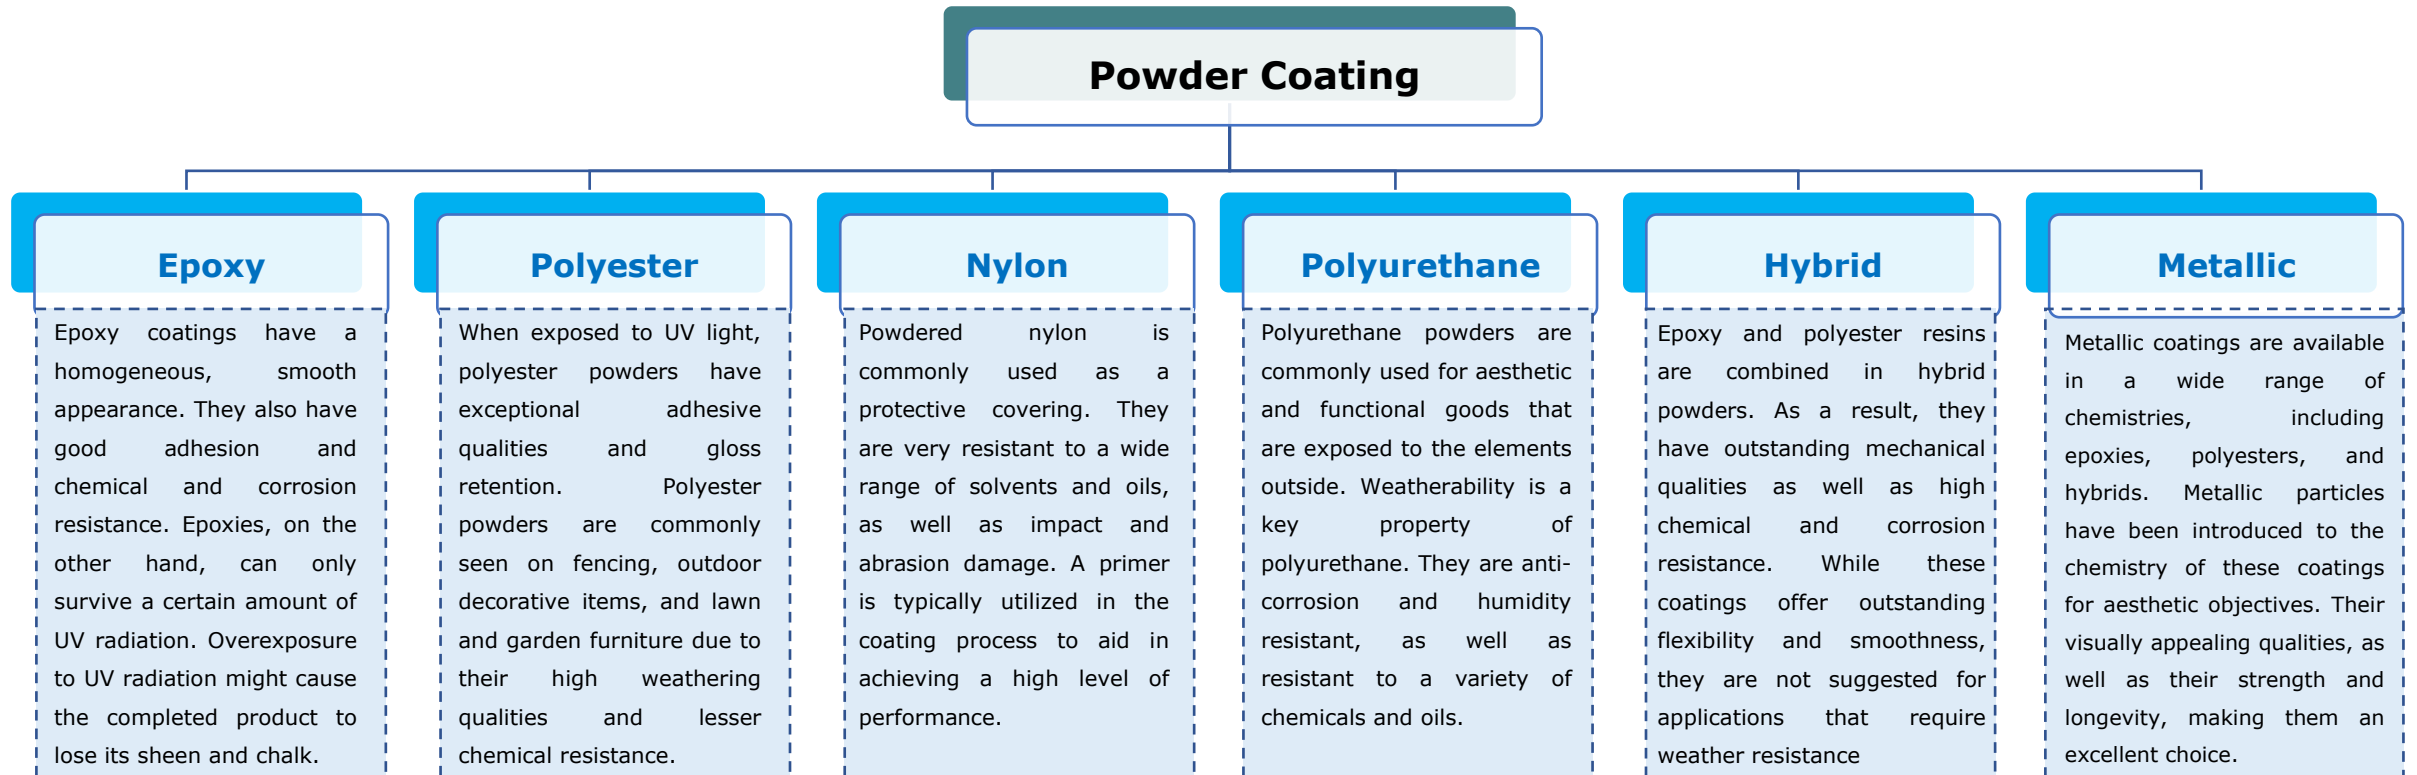 Powder Coating
Epoxy
Epoxy coatings have a
homogeneous, smooth
appearance. They also have
good adhesion and
chemical and corrosion
resistance. Epoxies, on the
other hand, can only
survive a certain amount of
UV radiation. Overexposure
to UV radiation might cause
the completed product to
lose its sheen and chalk.
Polyester
When exposed to UV light,
polyester powders have
exceptional adhesive
qualities and gloss
retention. Polyester
powders are commonly
seen on fencing, outdoor
decorative items, and lawn
and garden furniture due to
their high weathering
qualities and lesser
chemical resistance.
Nylon
Powdered nylon is
commonly used as a
protective covering. They
are very resistant to a wide
range of solvents and oils,
as well as impact and
abrasion damage. A primer
is typically utilized in the
coating process to aid in
achieving a high level of
performance.
Polyurethane
Polyurethane powders are
commonly used for aesthetic
and functional goods that
are exposed to the elements
outside. Weatherability is a
key property of
polyurethane. They are anti-
corrosion and humidity
resistant, as well as
resistant to a variety of
chemicals and oils.
Hybrid
Epoxy and polyester resins
are combined in hybrid
powders. As a result, they
have outstanding mechanical
qualities as well as high
chemical and corrosion
resistance. While these
coatings offer outstanding
flexibility and smoothness,
they are not suggested for
applications that require
weather resistance
Metallic
Metallic coatings are available
in a wide range of
chemistries, including
epoxies, polyesters, and
hybrids. Metallic particles
have been introduced to the
chemistry of these coatings
for aesthetic objectives. Their
visually appealing qualities, as
well as their strength and
longevity, making them an
excellent choice.